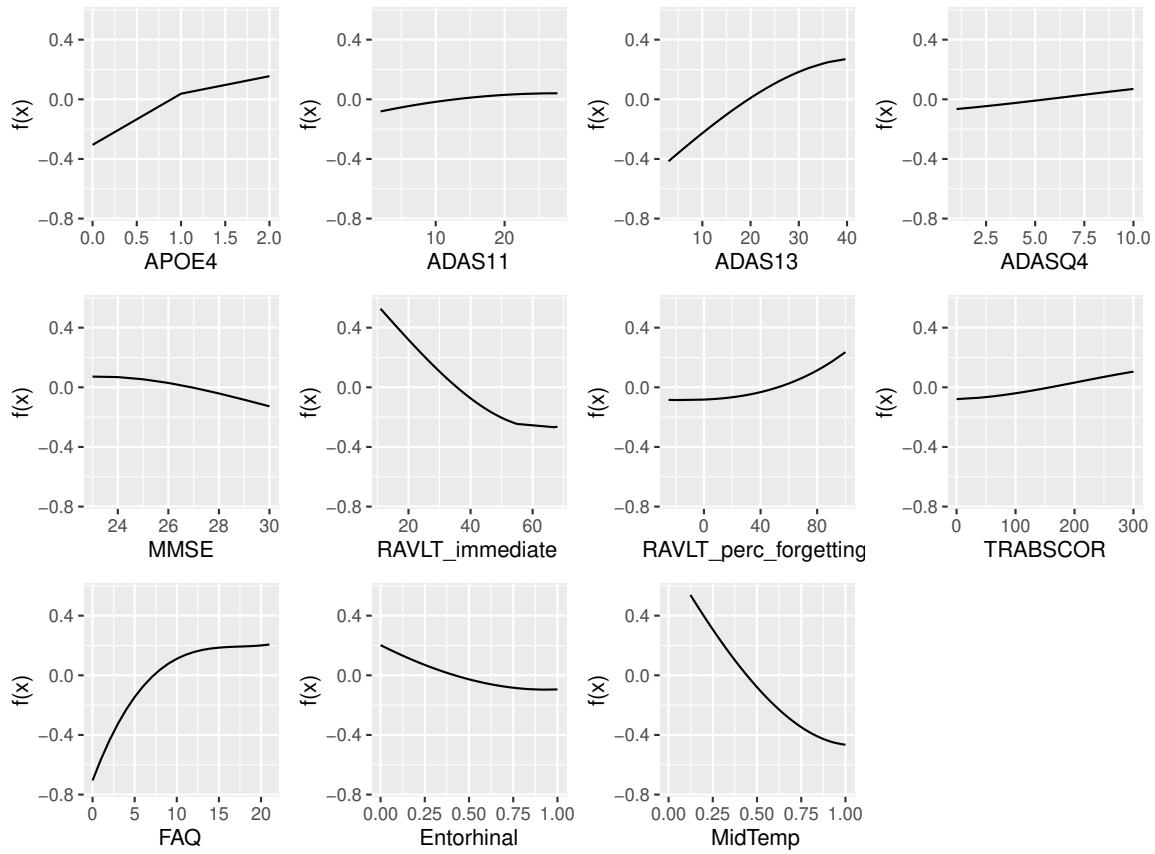 0.4
0.0
−0.4
−0.8
f(x)
0.0 0.5 1.0 1.5 2.0
APOE4
0.4
0.0
−0.4
−0.8
f(x)
10 20
ADAS11
0.4
0.0
−0.4
−0.8
f(x)
10 20 30 40
ADAS13
0.4
0.0
−0.4
−0.8
f(x)
2.5 5.0 7.5 10.0
ADASQ4
0.4
0.0
−0.4
−0.8
f(x)
24 26 28 30
MMSE
0.4
0.0
−0.4
−0.8
f(x)
20 40 60
RAVLT_immediate
0.4
0.0
−0.4
−0.8
f(x)
0 40 80
RAVLT_perc_forgetting
0.4
0.0
−0.4
−0.8
f(x)
0 100 200 300
TRABSCOR
0.4
0.0
−0.4
−0.8
f(x)
0 5 10 15 20
FAQ
0.4
0.0
−0.4
−0.8
f(x)
0.00 0.25 0.50 0.75 1.00
Entorhinal
0.4
0.0
−0.4
−0.8
f(x)
0.00 0.25 0.50 0.75 1.00
MidTemp